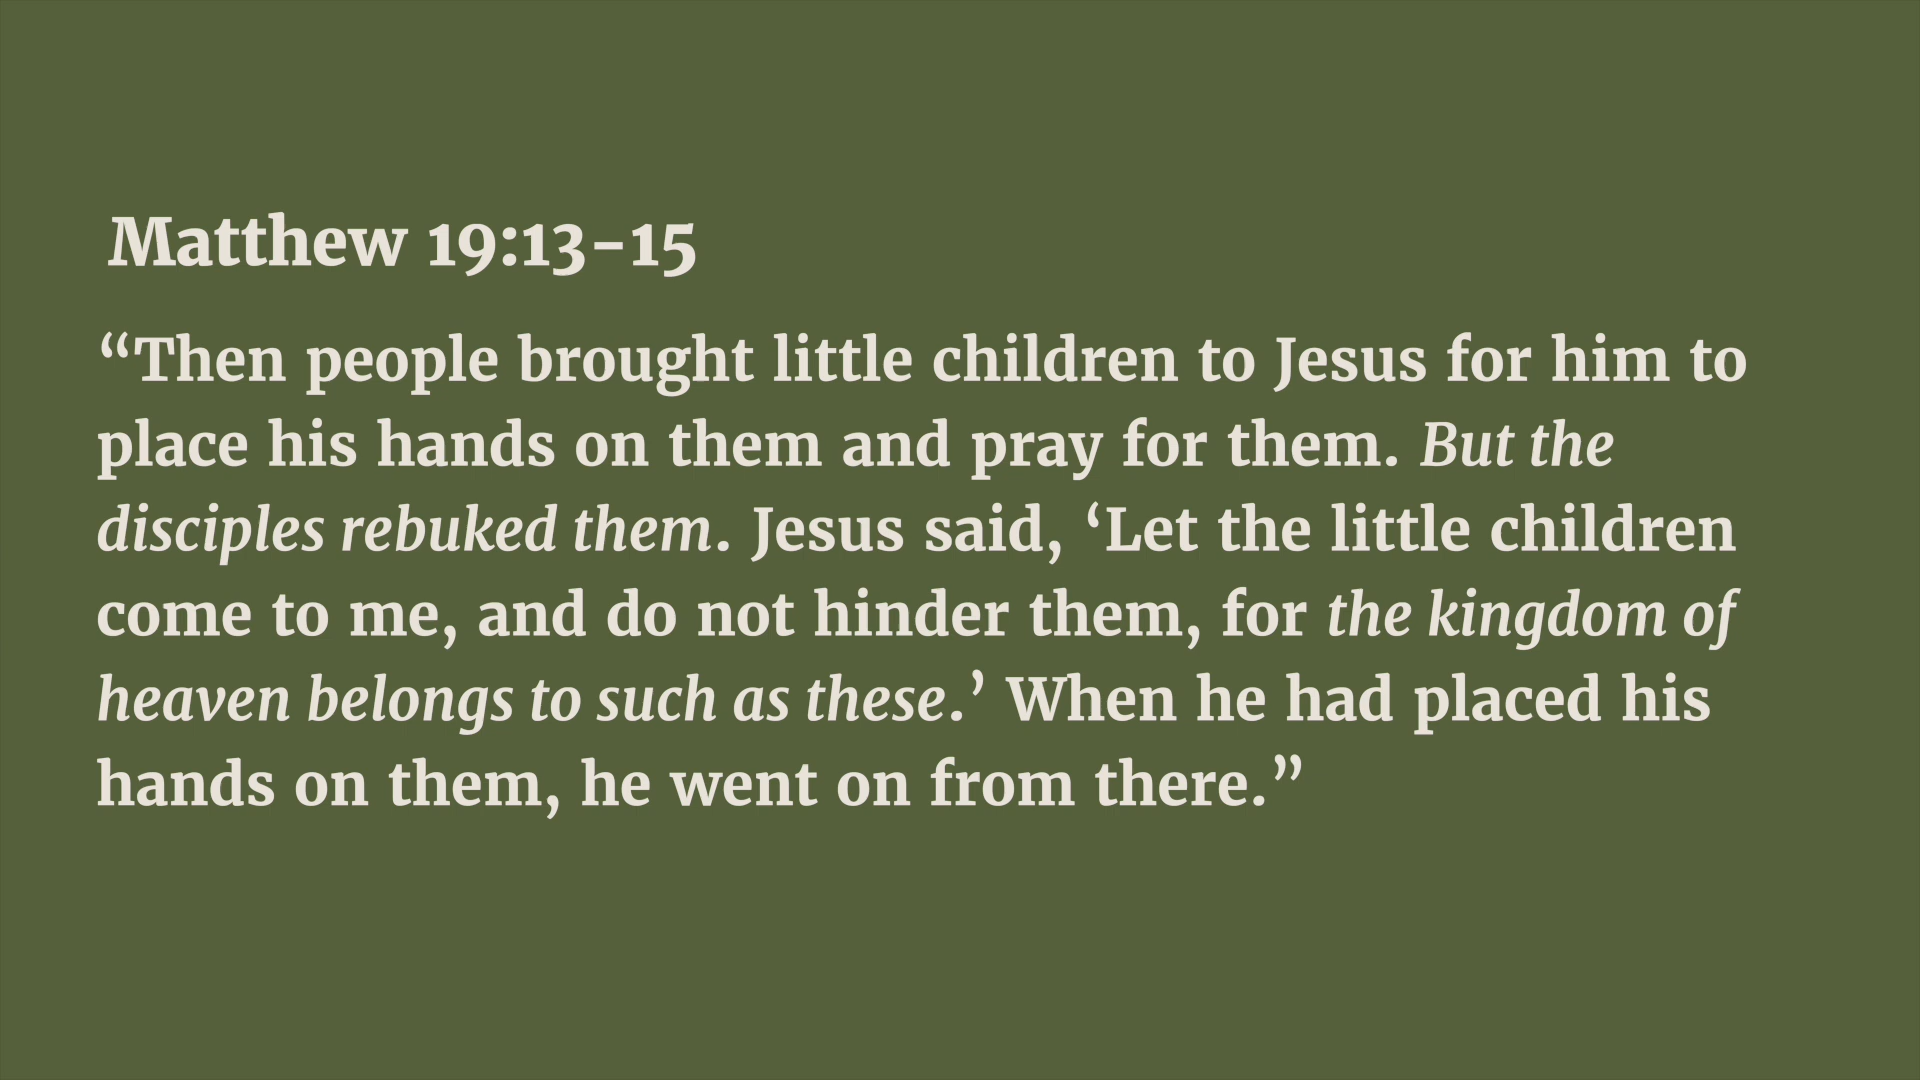 Matthew 19:13-15
“Then people brought little children to Jesus for him to
place his hands on them and pray for them. But the
disciples rebuked them. Jesus said, ‘Let the little children
come to me, and do not hinder them, for the kingdom of
heaven belongs to such as these.’ When he had placed his
hands on them, he went on from there.”